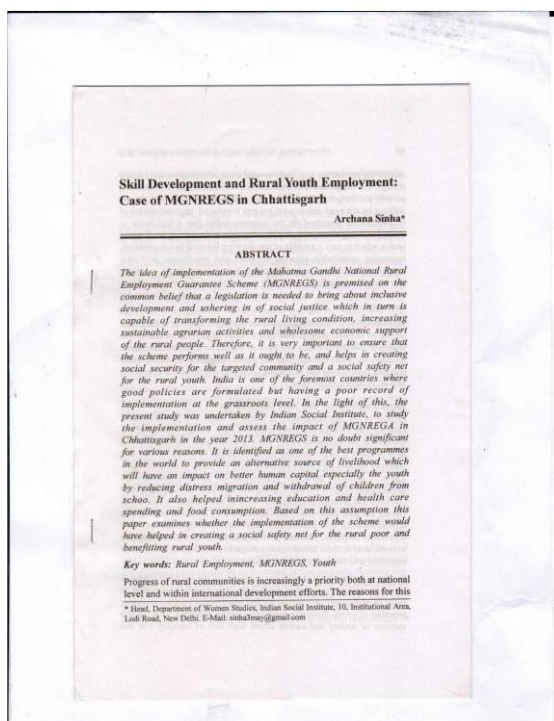 Skill Development and Rural Youth Employment:
Case of MGNREGS in Chhattisgarh
Archana Sinha*
ABSTRACT
The idea of implementation of the Mahatma Gandhi National Rural
Employment Guarantee Scheme (MGNREGS) is premised on the
common belief that a legislation is needed to bring about inclusive
development and ushering in of social justice which in turn is
capable of transforming the rural living condition, increasing
sustainable agrarian activities and wholesome economic support
of the rural people. Therefore, it is very important to ensure that
the scheme performs well as it ought to be, and helps in creating
social security for the targeted community and a social safety net
for the rural youth. India is one of the foremost countries where
good policies are formulated but having a poor record of
implementation at the grassroots level. In the light of this, the
present study was undertaken by Indian Social Institute, to study
the implementation and assess the impact of MGNREGA in
Chhattisgarh in the year 2013. MGNREGS is no doubt significant
for various reasons. It is identified as one of the best programmes
in the world to provide an alternative source of livelihood which
will have an impact on better human capital especially the youth
by reducing distress migration and withdrawal of children from
schoo. It also helped inincreasing education and health care
spending and food consumption. Based on this assumption this
paper examines whether the implementation of the scheme would
have helped in creating a social safety net for the rural poor and
benefitting rural youth.
Key words: Rural Employment, MGNREGS, Youth
Progress of rural communities is increasingly a priority both at national
level and within international development efforts. The reasons for this
* Head, Department of Women Studies, Indian Social Institute, 10, Institutional Area,
Lodi Road, New Delhi. E-Mail: sinha3may@gmail.com